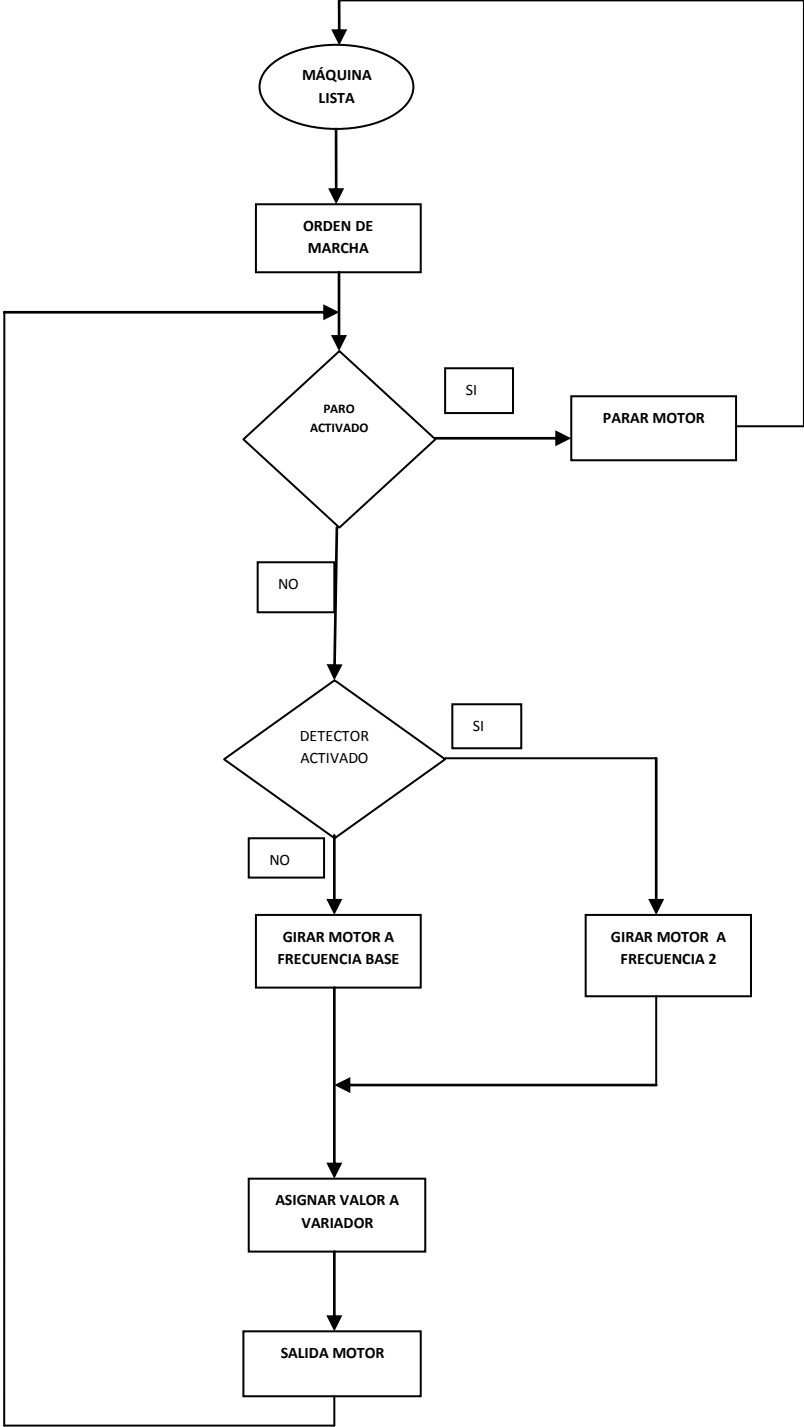 MÁQUINA
LISTA
ORDEN DE
MARCHA
PARO
ACTIVADO
SI
PARAR MOTOR
NO
DETECTOR
ACTIVADO
SI
NO
GIRAR MOTOR A
FRECUENCIA BASE
GIRAR MOTOR A
FRECUENCIA 2
ASIGNAR VALOR A
VARIADOR
SALIDA MOTOR